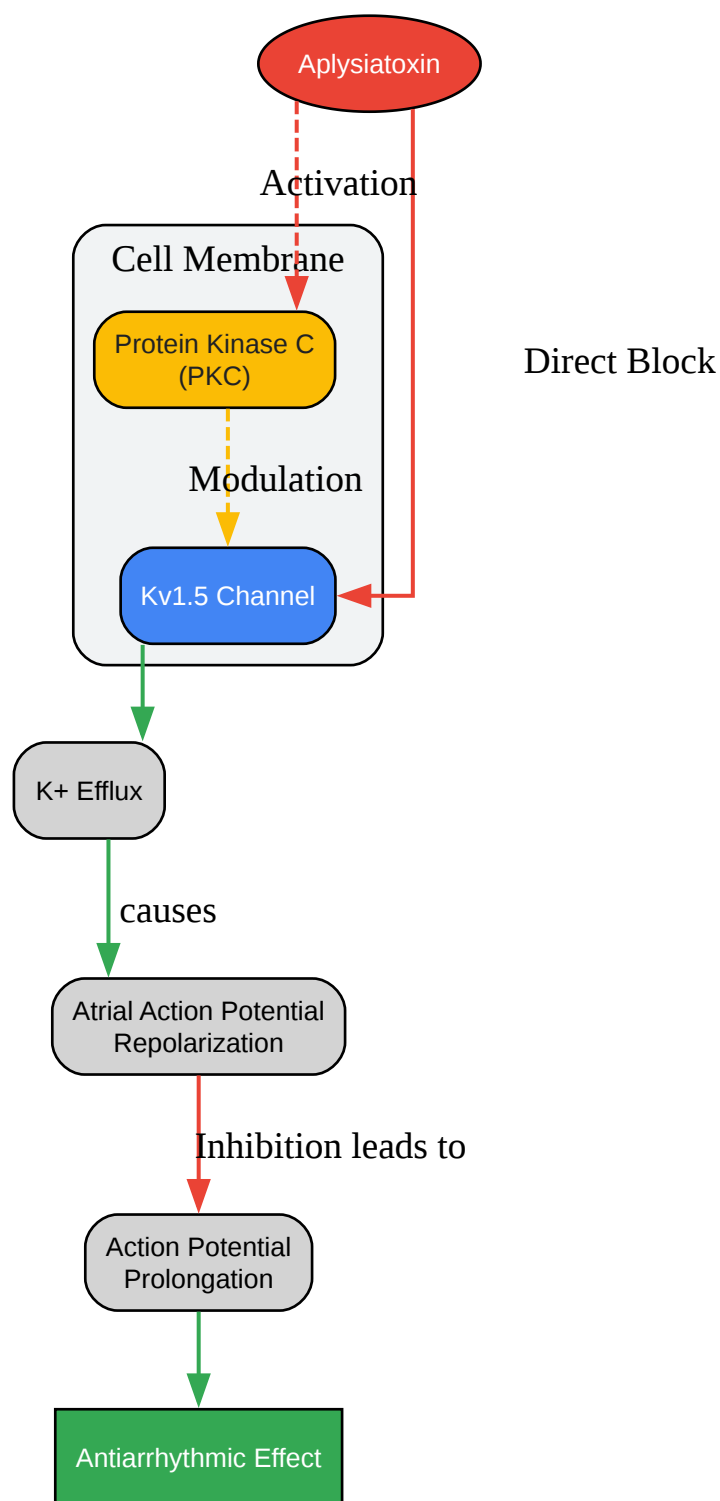 Aplysiatoxin
Activation
Cell Membrane
Protein Kinase C
(PKC)
Direct Block
Modulation
Kv1.5 Channel
K+ Efflux
causes
Atrial Action Potential
Repolarization
Inhibition leads to
Action Potential
Prolongation
Antiarrhythmic Effect